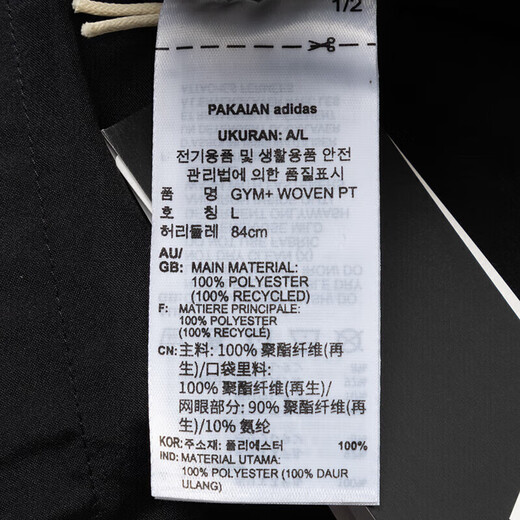 1/2
PAKAIAN adidas
UKURAN: A/L
전기용품 및 생활용품 안전
관리법에 의한 품질표시
품 명 GYM+ WOVEN PT
호 칭 L
허리둘레 84cm
AU/
GB: MAIN MATERIAL:
100% POLYESTER
(100% RECYCLED)
F: MATIERE PRINCIPALE:
100% POLYESTER
(100% RECYCLÉ)
CN: 主料: 100% 聚酯纤维(再
生)/口袋里料:
100% 聚酯纤维(再生)/
网眼部分: 90% 聚酯纤维(再
生)/10% 氨纶
KOR: 주소재: 폴리에스터 100%
IND: MATERIAL UTAMA:
100% POLYESTER (100% DAUR
ULANG)